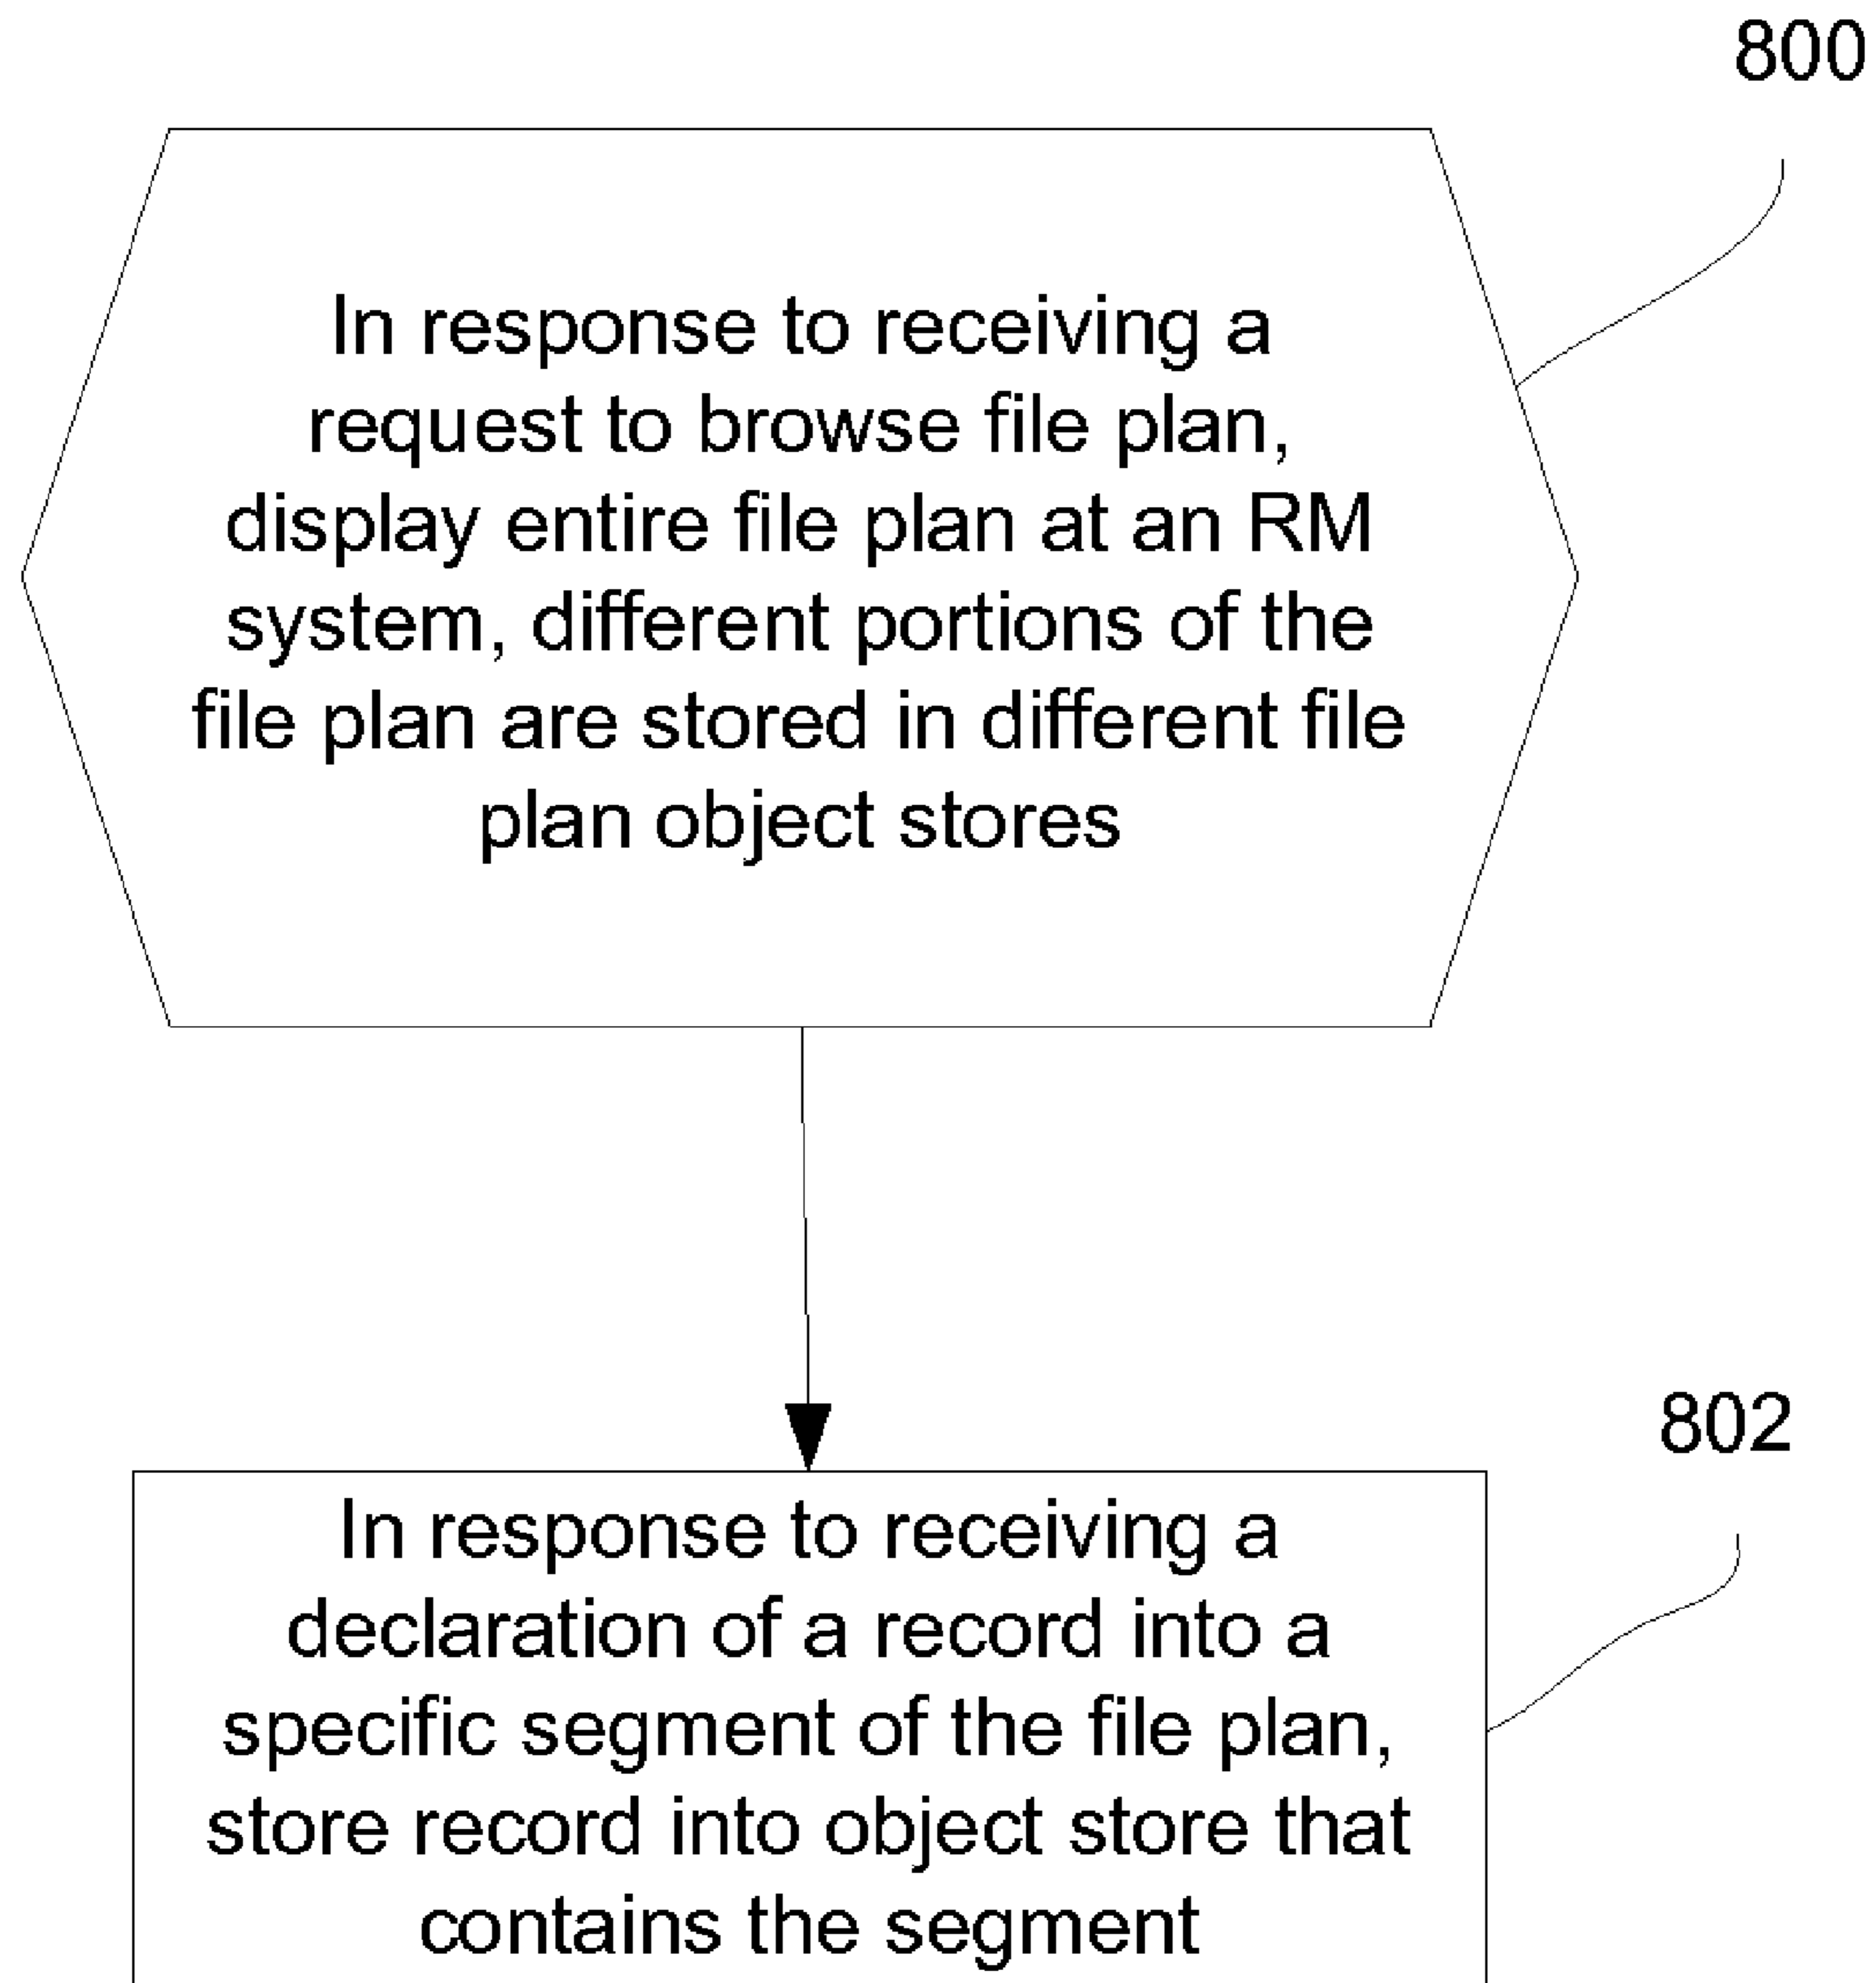 800
In response to receiving a
request to browse file plan,
display entire file plan at an RM
system, different portions of the
file plan are stored in different file
plan object stores
802
In response to receiving a
declaration of a record into a
specific segment of the file plan,
store record into object store that
contains the segment